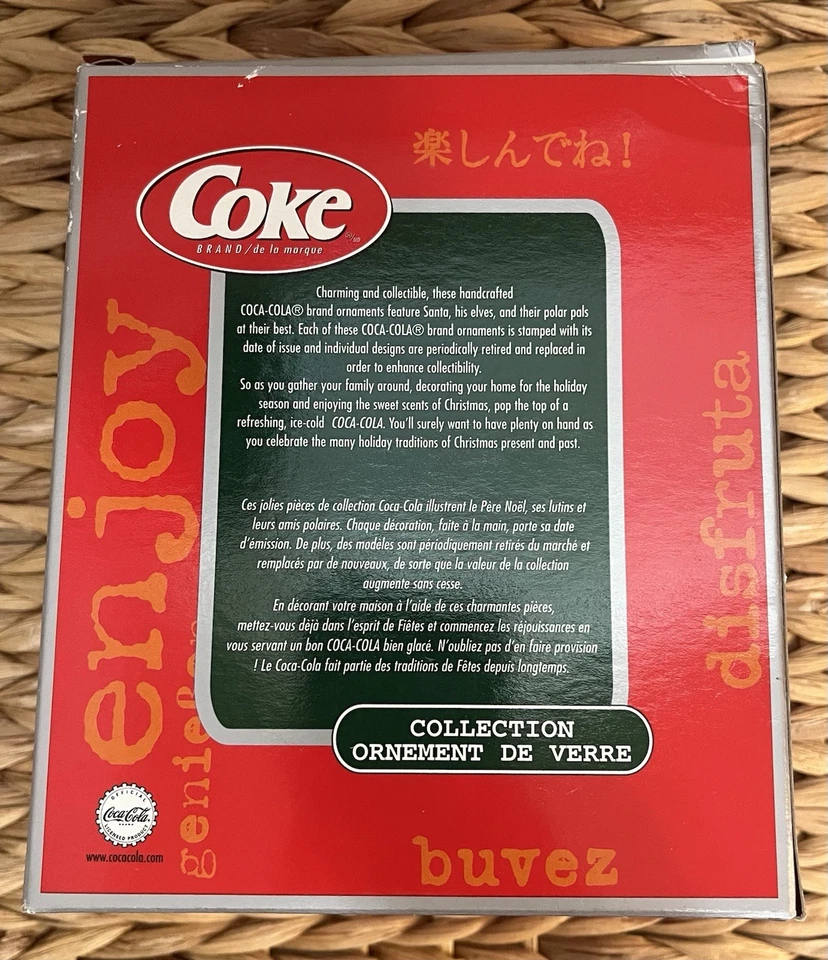 楽しんでね!
Coke
BRAND/de la marque
Charming and collectible, these handcrafted
COCA-COLA® brand ornaments feature Santa, his elves, and their polar pals
at their best. Each of these COCA-COLA® brand ornaments is stamped with its
date of issue and individual designs are periodically retired and replaced in
order to enhance collectibility.
So as you gather your family around, decorating your home for the holiday
season and enjoying the sweet scents of Christmas, pop the top of a
refreshing, ice-cold COCA-COLA. You'll surely want to have plenty on hand as
you celebrate the many holiday traditions of Christmas present and past.
Ces jolies pièces de collection Coca-Cola illustrent le Père Noël, ses lutins et
leurs amis polaires. Chaque décoration, faite à la main, porte sa date
d'émission. De plus, des modèles sont périodiquement retirés du marché et
remplacés par de nouveaux, de sorte que la valeur de la collection
augmente sans cesse.
En décorant votre maison à l'aide de ces charmantes pièces,
mettez-vous déjà dans l'esprit de Fiêtes et commencez les réjouissances en
vous servant un bon COCA-COLA bien glacé. N'oubliez pas d'en faire provision
! Le Coca-Cola fait partie des traditions de Fêtes depuis longtemps.
COLLECTION
ORNEMENT DE VERRE
enjoy
disfruta
buvez
OFFICIAL
Coca-Cola
BRAND
LICENSED PRODUCT
www.cocacola.com